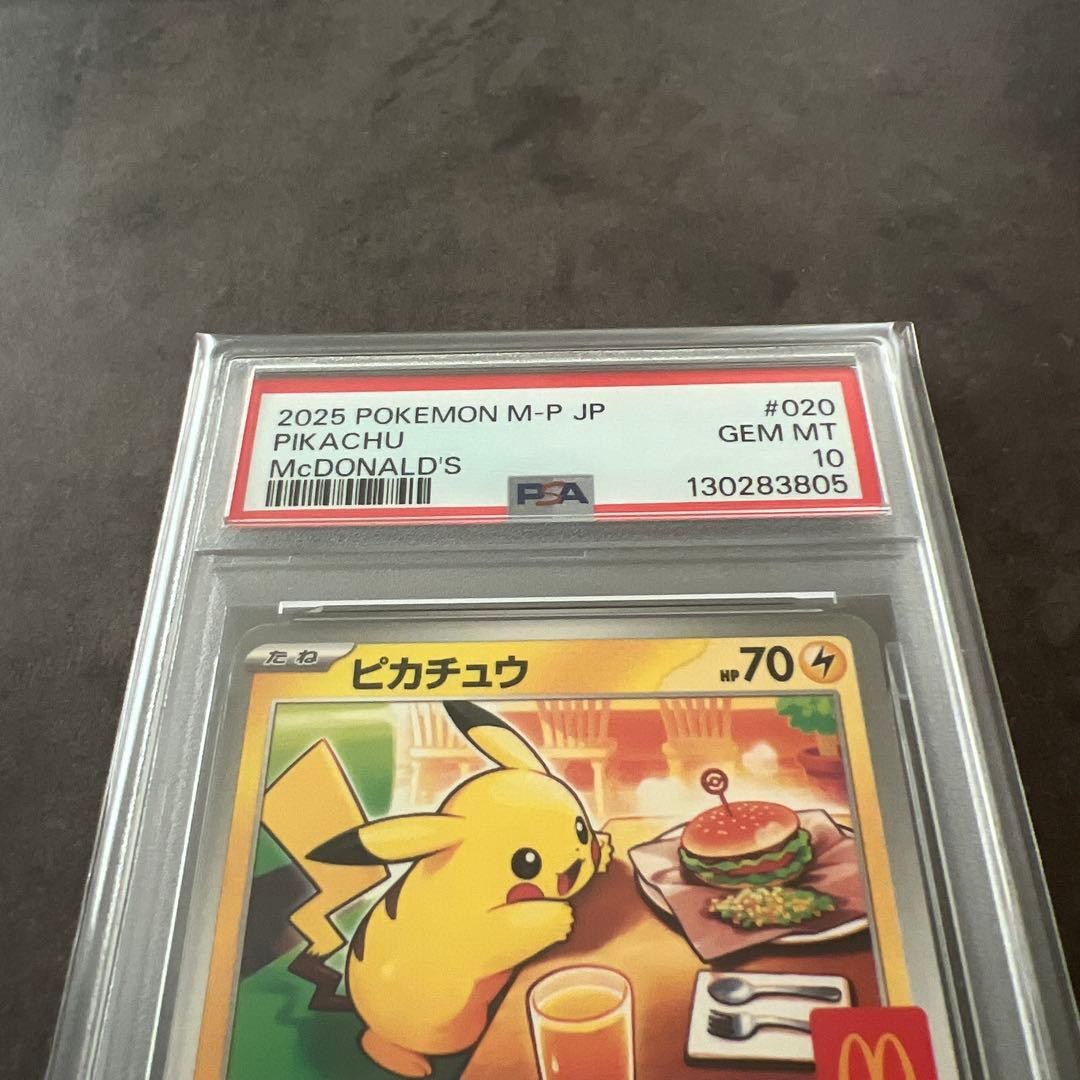 2025 POKEMON M-P JP #020
PIKACHU GEM MT
McDONALD'S 10
PSA 130283805
たね ピカチュウ HP70